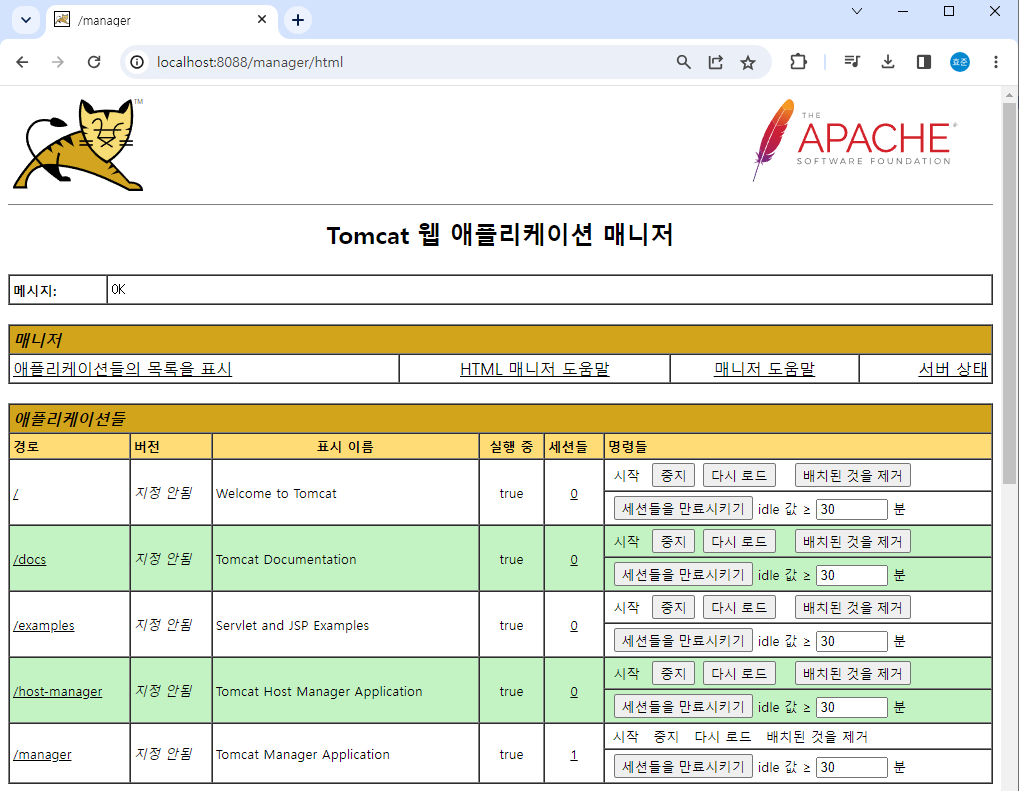 /manager
localhost:8088/manager/html
효준
TM
THE
APACHE®
SOFTWARE FOUNDATION
Tomcat 웹 애플리케이션 매니저
메시지: OK
매니저
애플리케이션들의 목록을 표시 HTML 매니저 도움말 매니저 도움말 서버 상태
애플리케이션들
경로 버전 표시 이름 실행 중 세션들 명령들
/ 지정 안됨 Welcome to Tomcat true 0 시작 중지 다시 로드 배치된 것을 제거
세션들을 만료시키기 idle 값 ≥ 30 분
/docs 지정 안됨 Tomcat Documentation true 0 시작 중지 다시 로드 배치된 것을 제거
세션들을 만료시키기 idle 값 ≥ 30 분
/examples 지정 안됨 Servlet and JSP Examples true 0 시작 중지 다시 로드 배치된 것을 제거
세션들을 만료시키기 idle 값 ≥ 30 분
/host-manager 지정 안됨 Tomcat Host Manager Application true 0 시작 중지 다시 로드 배치된 것을 제거
세션들을 만료시키기 idle 값 ≥ 30 분
/manager 지정 안됨 Tomcat Manager Application true 1 시작 중지 다시 로드 배치된 것을 제거
세션들을 만료시키기 idle 값 ≥ 30 분